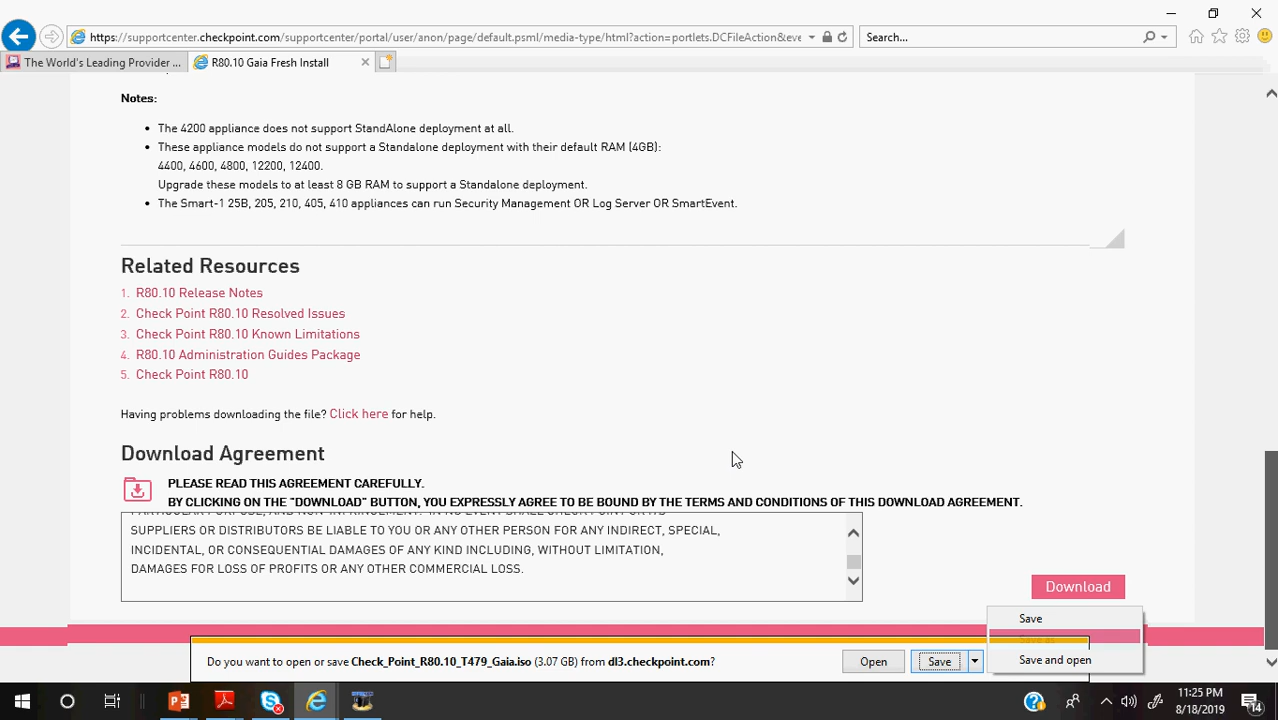 https://supportcenter.checkpoint.com/supportcenter/portal/user/anon/page/default.psml/media-type/html?action=portlets.DCFileAction&eve
Search...
The World's Leading Provider ...
R80.10 Gaia Fresh Install
Notes:
• The 4200 appliance does not support StandAlone deployment at all.
• These appliance models do not support a Standalone deployment with their default RAM (4GB):
4400, 4600, 4800, 12200, 12400.
Upgrade these models to at least 8 GB RAM to support a Standalone deployment.
• The Smart-1 25B, 205, 210, 405, 410 appliances can run Security Management OR Log Server OR SmartEvent.
Related Resources
1. R80.10 Release Notes
2. Check Point R80.10 Resolved Issues
3. Check Point R80.10 Known Limitations
4. R80.10 Administration Guides Package
5. Check Point R80.10
Having problems downloading the file? Click here for help.
Download Agreement
PLEASE READ THIS AGREEMENT CAREFULLY.
BY CLICKING ON THE "DOWNLOAD" BUTTON, YOU EXPRESSLY AGREE TO BE BOUND BY THE TERMS AND CONDITIONS OF THIS DOWNLOAD AGREEMENT.
SUPPLIERS OR DISTRIBUTORS BE LIABLE TO YOU OR ANY OTHER PERSON FOR ANY INDIRECT, SPECIAL,
INCIDENTAL, OR CONSEQUENTIAL DAMAGES OF ANY KIND INCLUDING, WITHOUT LIMITATION,
DAMAGES FOR LOSS OF PROFITS OR ANY OTHER COMMERCIAL LOSS.
Download
Save
Save as
Save and open
Do you want to open or save Check_Point_R80.10_T479_Gaia.iso (3.07 GB) from dl3.checkpoint.com?
Open
Save
11:25 PM
8/18/2019
14